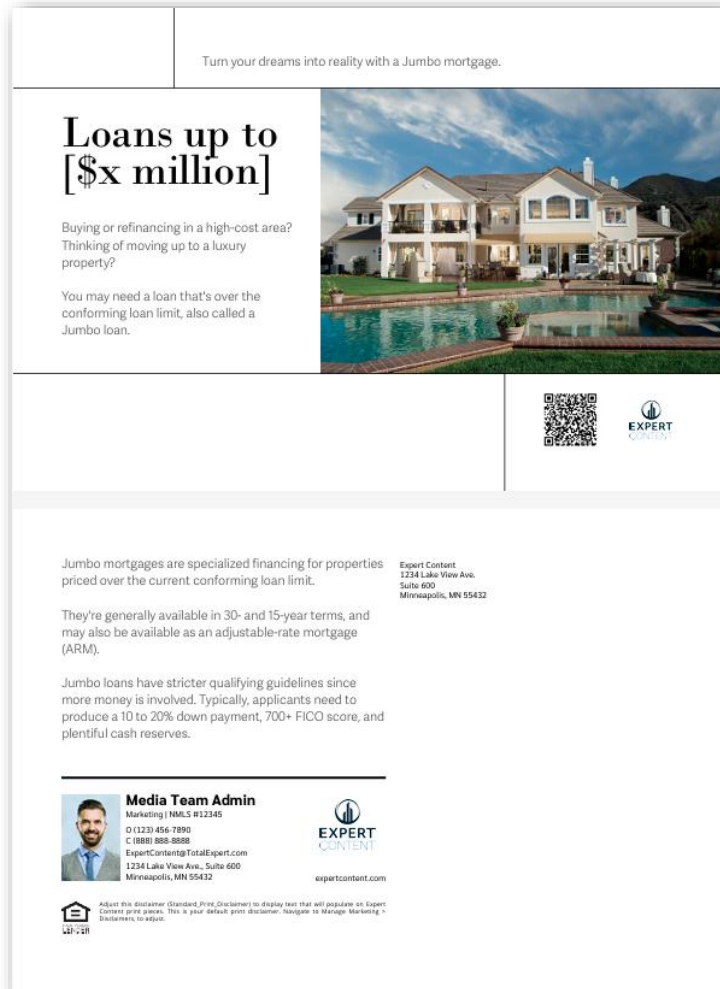 Turn your dreams into reality with a Jumbo mortgage.
Loans up to
[$x million]
Buying or refinancing in a high-cost area?
Thinking of moving up to a luxury
property?
You may need a loan that's over the
conforming loan limit, also called a
Jumbo loan.
EXPERT
CONTENT
Jumbo mortgages are specialized financing for properties
priced over the current conforming loan limit.
They're generally available in 30- and 15-year terms, and
may also be available as an adjustable-rate mortgage
(ARM).
Jumbo loans have stricter qualifying guidelines since
more money is involved. Typically, applicants need to
produce a 10 to 20% down payment, 700+ FICO score, and
plentiful cash reserves.
Expert Content
1234 Lake View Ave.
Suite 600
Minneapolis, MN 55432
Media Team Admin
Marketing | NMLS #12345
O (123) 456-7890
C (888) 888-8888
ExpertContent@TotalExpert.com
1234 Lake View Ave., Suite 600
Minneapolis, MN 55432
EXPERT
CONTENT
expertcontent.com
Adjust this disclaimer (Standard_Print_Disclaimer) to display text that will populate on Expert
Content print pieces. This is your default print disclaimer. Navigate to Manage Marketing >
Disclaimers, to adjust.
LENDER